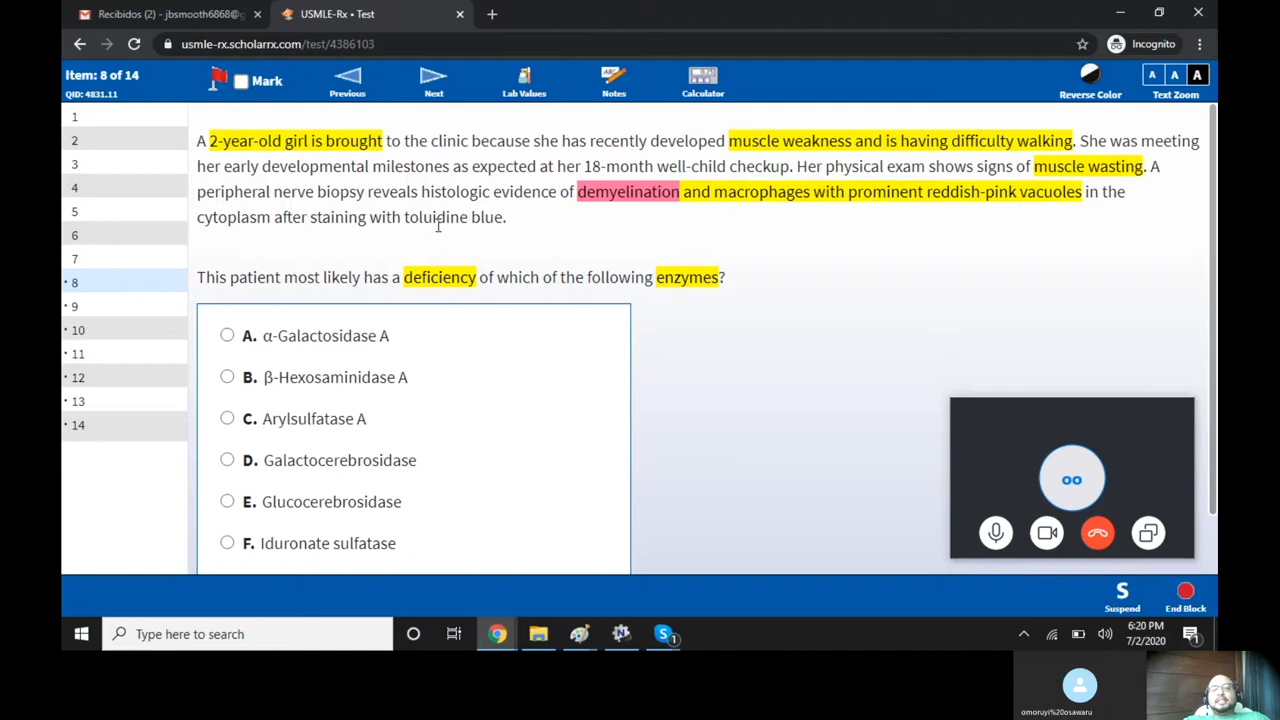 Recibidos (2) - jbsmooth6868@g
USMLE-Rx • Test
usmle-rx.scholarrx.com/test/4386103
Incognito
Item: 8 of 14
QID: 4831.11
Mark
Previous
Next
Lab Values
Notes
Calculator
Reverse Color
A A A
Text Zoom
1
2
3
4
5
6
7
8
9
10
11
12
13
14
A 2-year-old girl is brought to the clinic because she has recently developed muscle weakness and is having difficulty walking. She was meeting
her early developmental milestones as expected at her 18-month well-child checkup. Her physical exam shows signs of muscle wasting. A
peripheral nerve biopsy reveals histologic evidence of demyelination and macrophages with prominent reddish-pink vacuoles in the
cytoplasm after staining with toluidine blue.
This patient most likely has a deficiency of which of the following enzymes?
A. α-Galactosidase A
B. β-Hexosaminidase A
C. Arylsulfatase A
D. Galactocerebrosidase
E. Glucocerebrosidase
F. Iduronate sulfatase
oo
S
Suspend
End Block
Type here to search
1
6:20 PM
7/2/2020
1
omoruyi%20osawaru